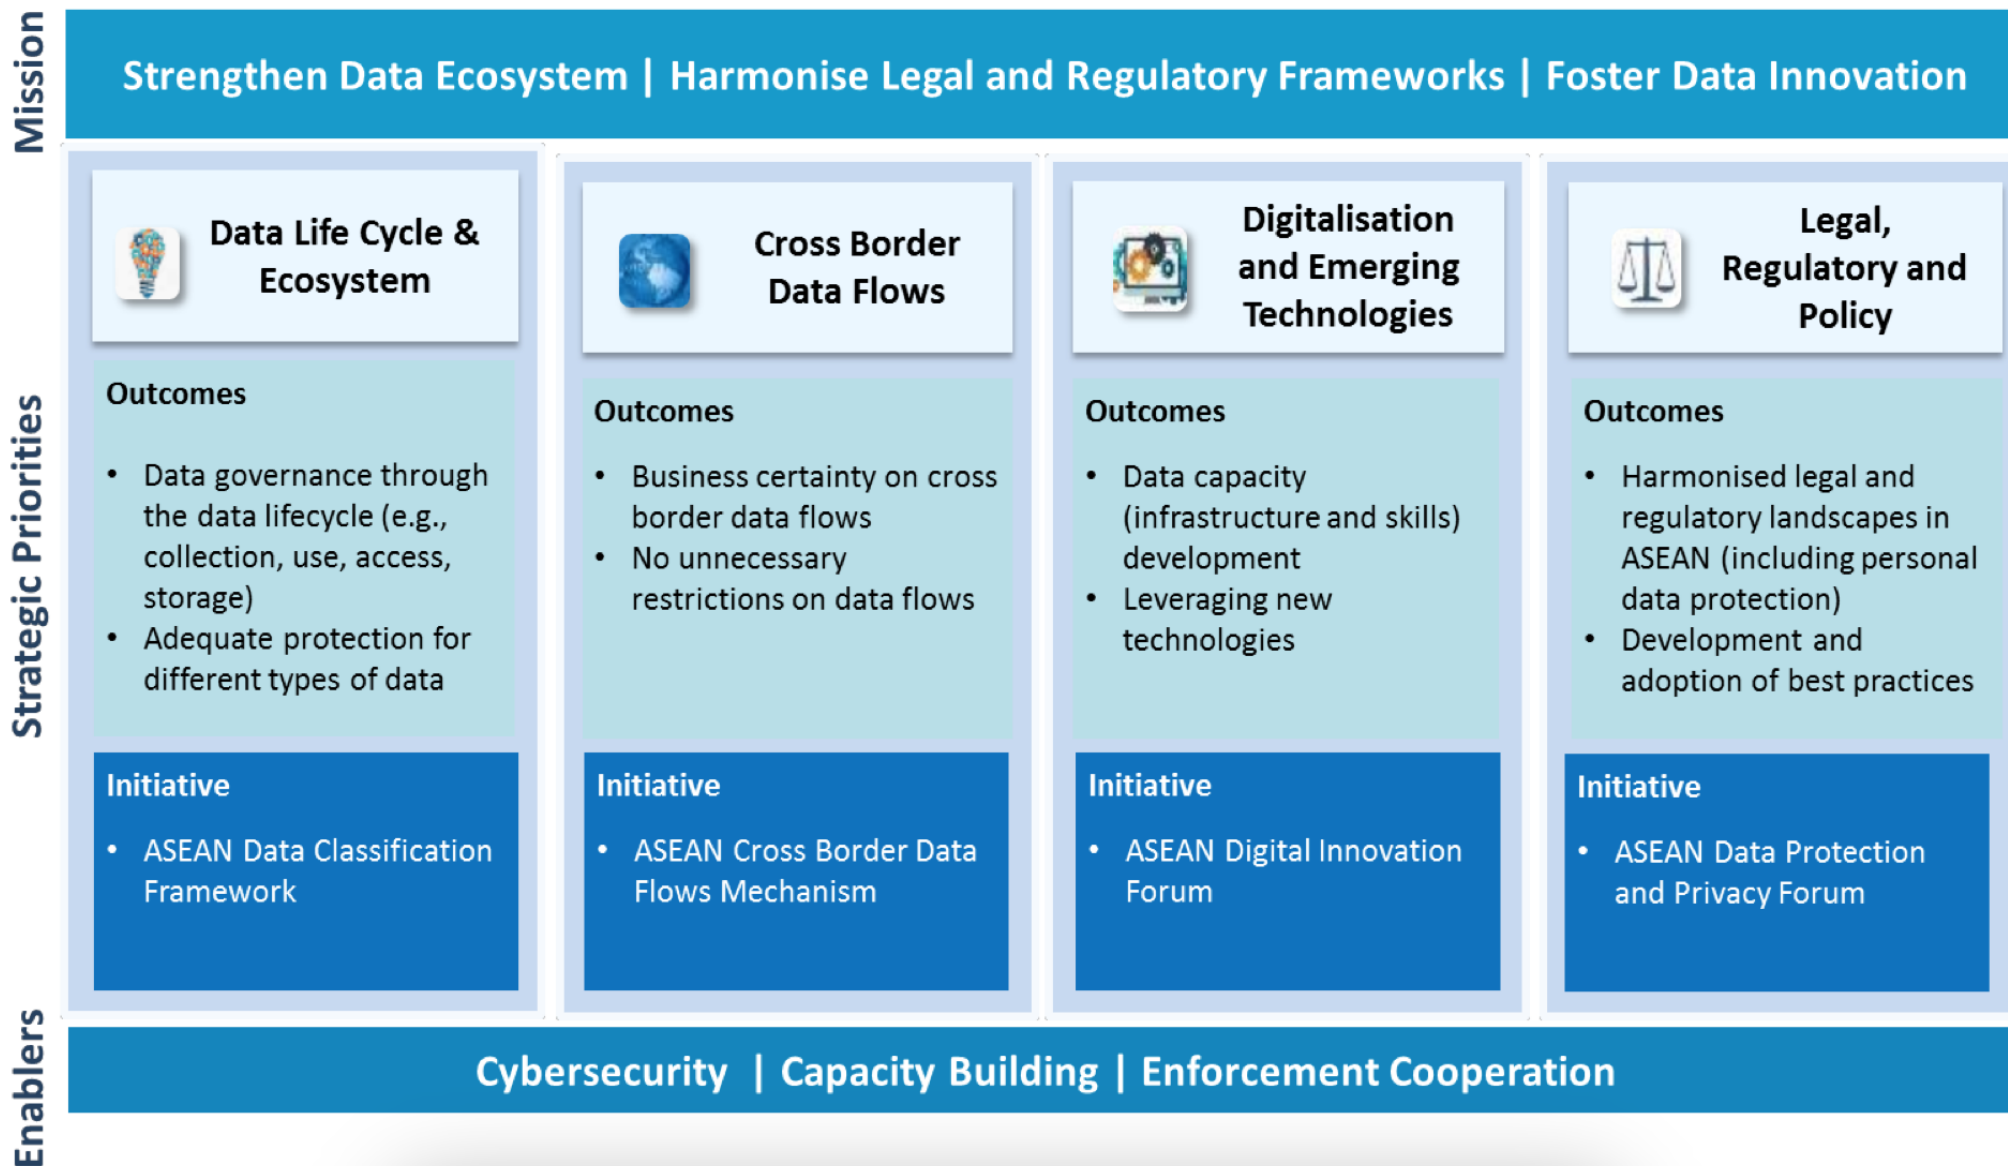 Mission
Strengthen Data Ecosystem | Harmonise Legal and Regulatory Frameworks | Foster Data Innovation
Strategic Priorities
Data Life Cycle &
Ecosystem
Outcomes
• Data governance through
the data lifecycle (e.g.,
collection, use, access,
storage)
• Adequate protection for
different types of data
Initiative
• ASEAN Data Classification
Framework
Cross Border
Data Flows
Outcomes
• Business certainty on cross
border data flows
• No unnecessary
restrictions on data flows
Initiative
• ASEAN Cross Border Data
Flows Mechanism
Digitalisation
and Emerging
Technologies
Outcomes
• Data capacity
(infrastructure and skills)
development
• Leveraging new
technologies
Initiative
• ASEAN Digital Innovation
Forum
Legal,
Regulatory and
Policy
Outcomes
• Harmonised legal and
regulatory landscapes in
ASEAN (including personal
data protection)
• Development and
adoption of best practices
Initiative
• ASEAN Data Protection
and Privacy Forum
Enablers
Cybersecurity | Capacity Building | Enforcement Cooperation